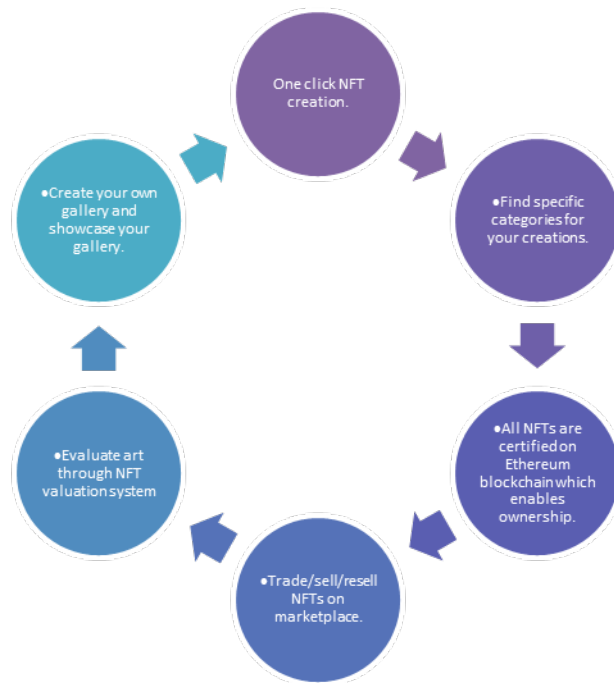 One click NFT
creation.
•Find specific
categories for
your creations.
•All NFTs are
certified on
Ethereum
blockchain which
enables
ownership.
•Trade/sell/resell
NFTs on
marketplace.
•Evaluate art
through NFT
valuation system
•Create your own
gallery and
showcase your
gallery.